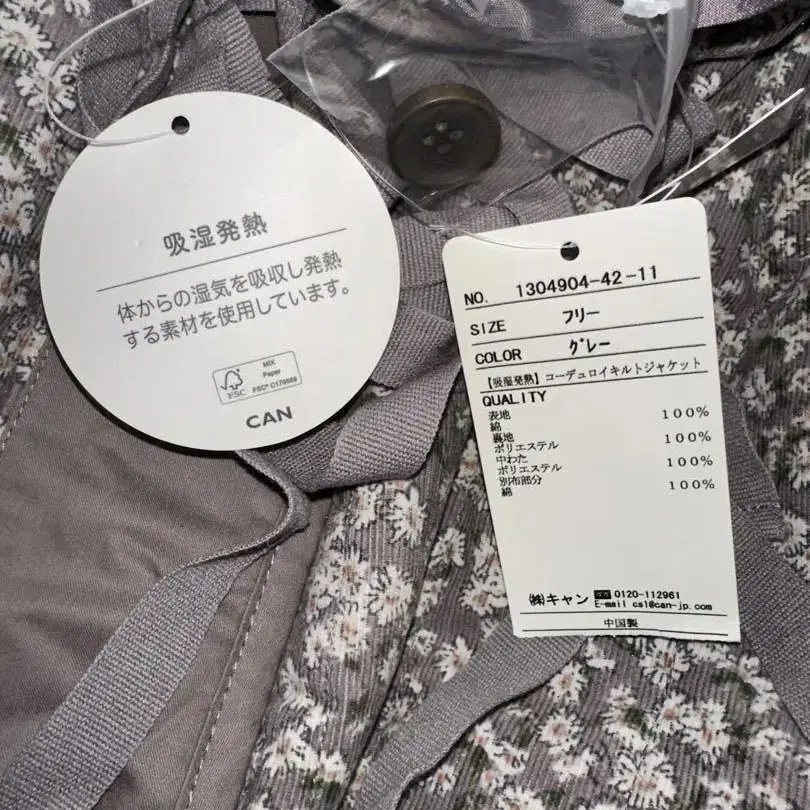 吸湿発熱
体からの湿気を吸収し発熱
する素材を使用しています。
FSC
MIX
Paper
FSC® C170888
CAN
NO. 1304904-42-11
SIZE フリー
COLOR グレー
【吸湿発熱】コーデュロイキルトジャケット
QUALITY
表地
綿 100%
裏地
ポリエステル 100%
中わた
ポリエステル 100%
別布部分
綿 100%
㈱キャン 0120-112961
E-mail cs1@can-jp.com
中国製